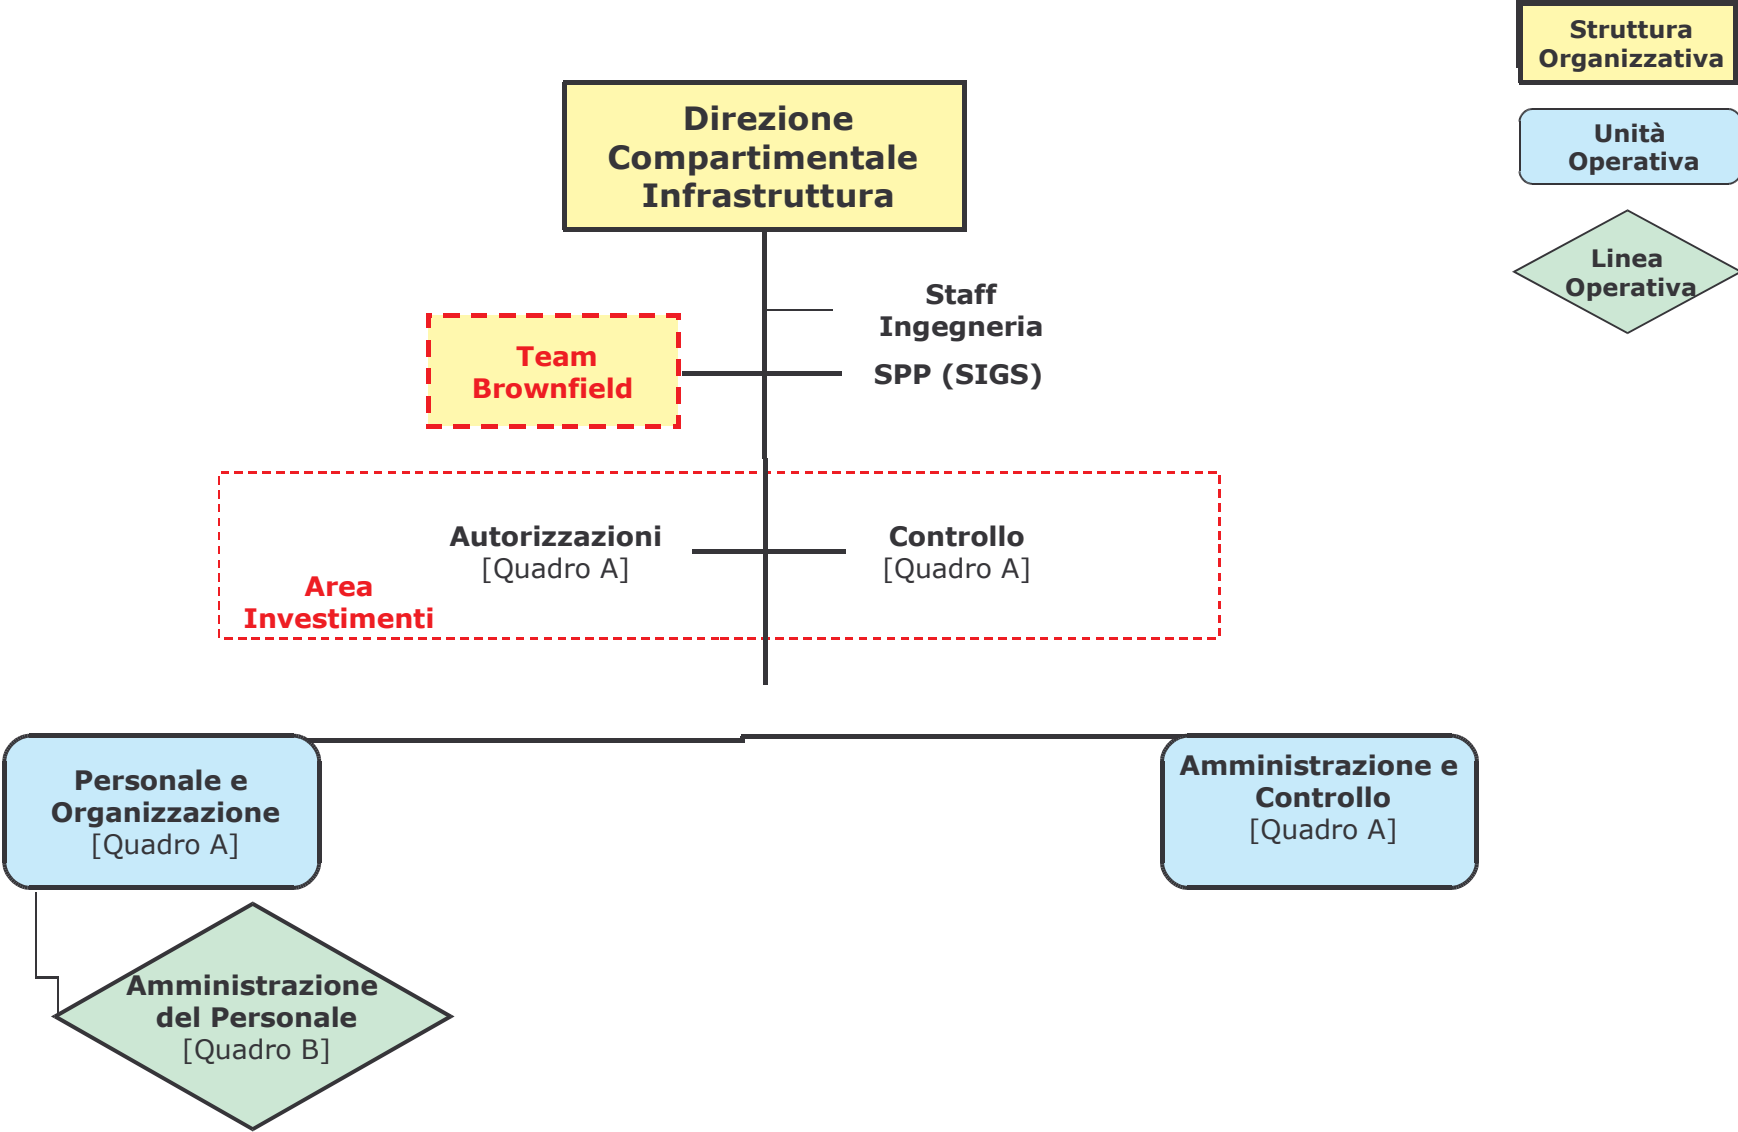 Struttura
Organizzativa
Direzione
Compartimentale
Infrastruttura
Unità
Operativa
Linea
Operativa
Staff
Ingegneria
Team
Brownfield
SPP (SIGS)
Autorizzazioni
[Quadro A]
Controllo
[Quadro A]
Area
Investimenti
Personale e
Organizzazione
[Quadro A]
Amministrazione e
Controllo
[Quadro A]
Amministrazione
del Personale
[Quadro B]